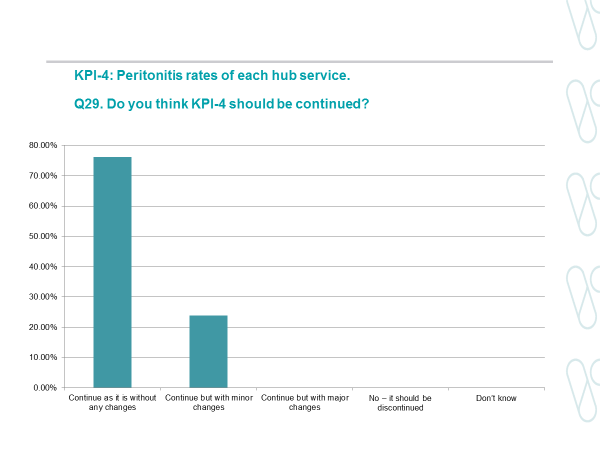 KPI-4: Peritonitis rates of each hub service.
Q29. Do you think KPI-4 should be continued?
80.00%
70.00%
60.00%
50.00%
40.00%
30.00%
20.00%
10.00%
0.00%
Continue as it is without
any changes
Continue but with minor
changes
Continue but with major
changes
No – it should be
discontinued
Don't know